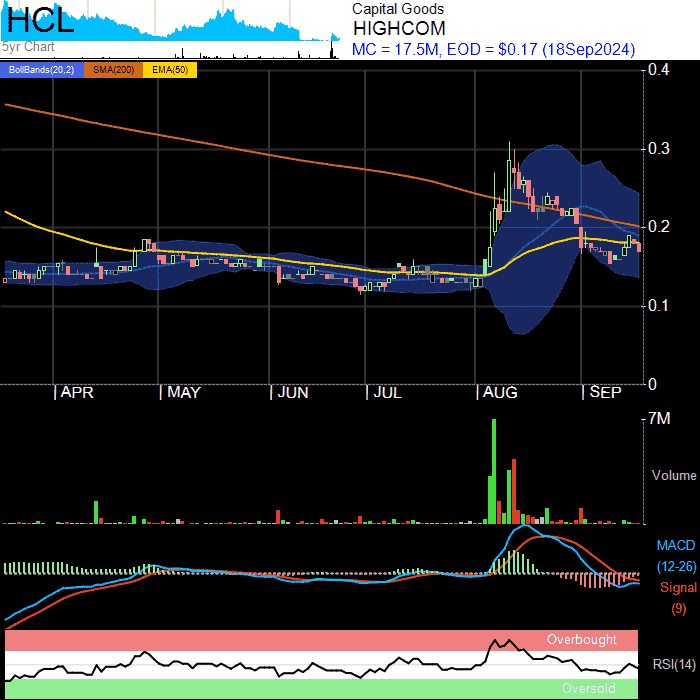 HCL
5yr Chart
Capital Goods
HIGHCOM
MC = 17.5M, EOD = $0.17 (18Sep2024)
BollBands(20,2) SMA(200) EMA(50)
0.4
0.3
0.2
0.1
0
APR MAY JUN JUL AUG SEP
7M
Volume
MACD
(12-26)
Signal
(9)
Overbought
RSI(14)
Oversold